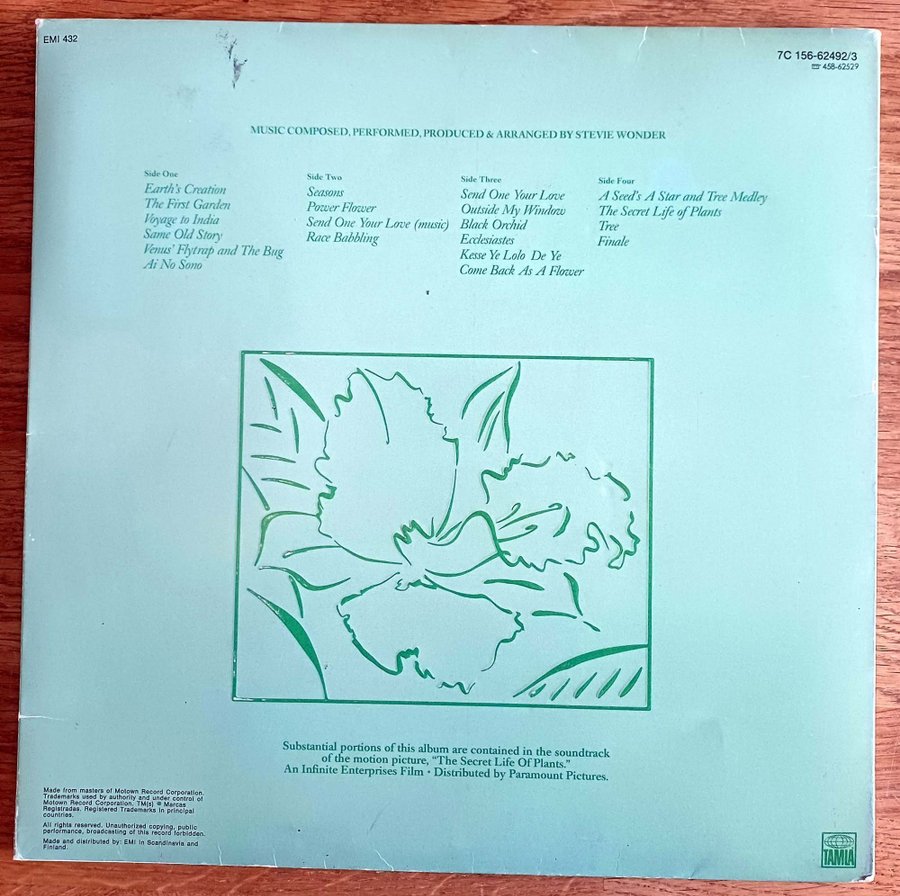 EMI 432
7C 156-62492/3
458-62529
MUSIC COMPOSED, PERFORMED, PRODUCED & ARRANGED BY STEVIE WONDER
Side One
Earth's Creation
The First Garden
Voyage to India
Same Old Story
Venus' Flytrap and The Bug
Ai No Sono
Side Two
Seasons
Power Flower
Send One Your Love (music)
Race Babbling
Side Three
Send One Your Love
Outside My Window
Black Orchid
Ecclesiastes
Kesse Ye Lolo De Ye
Come Back As A Flower
Side Four
A Seed's A Star and Tree Medley
The Secret Life of Plants
Tree
Finale
Substantial portions of this album are contained in the soundtrack
of the motion picture, "The Secret Life Of Plants."
An Infinite Enterprises Film • Distributed by Paramount Pictures.
Made from masters of Motown Record Corporation.
Trademarks used by authority and under control of
Motown Record Corporation. TM(s) ® Marcas
Registradas. Registered Trademarks in principal
countries.
All rights reserved. Unauthorized copying, public
performance, broadcasting of this record forbidden.
Made and distributed by: EMI in Scandinavia and
Finland.
TAMLA